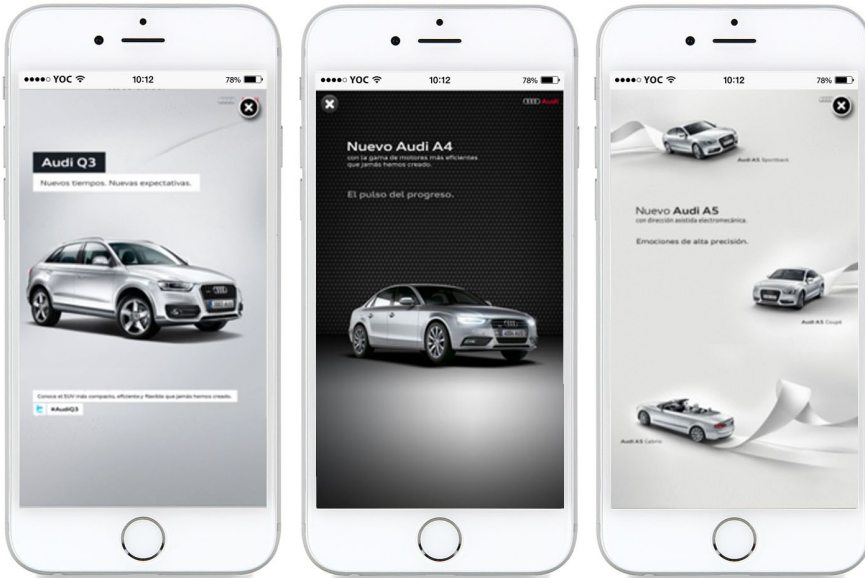 YOC
10:12
78%
Audi Q3
Nuevos tiempos. Nuevas expectativas.
Conoce el SUV más compacto, eficiente y flexible que jamás hemos creado.
#AudiQ3
YOC
10:12
78%
Audi
Nuevo Audi A4
con la gama de motores más eficientes
que jamás hemos creado.
El pulso del progreso.
YOC
10:12
78%
Audi A5 Sportback
Nuevo Audi A5
con dirección asistida electromecánica.
Emociones de alta precisión.
Audi A5 Coupé
Audi A5 Cabrio